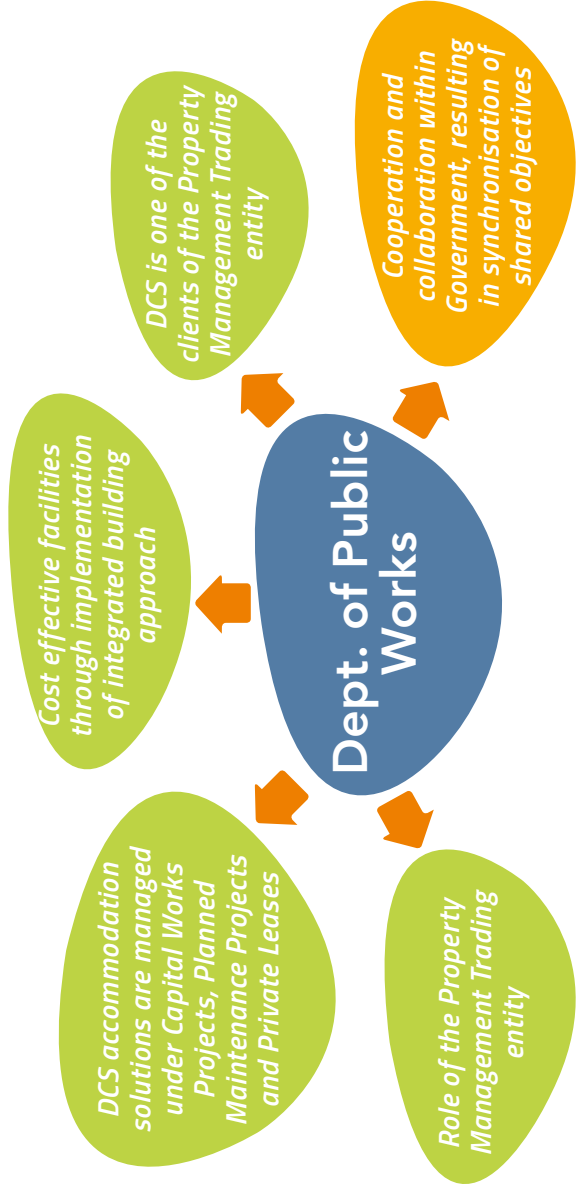 Cost effective facilities
through implementation
of integrated building
approach
DCS accommodation
solutions are managed
under Capital Works
Projects, Planned
Maintenance Projects
and Private Leases
DCS is one of the
clients of the Property
Management Trading
entity
Dept. of Public
Works
Role of the Property
Management Trading
entity
Cooperation and
collaboration within
Government, resulting
in synchronisation of
shared objectives